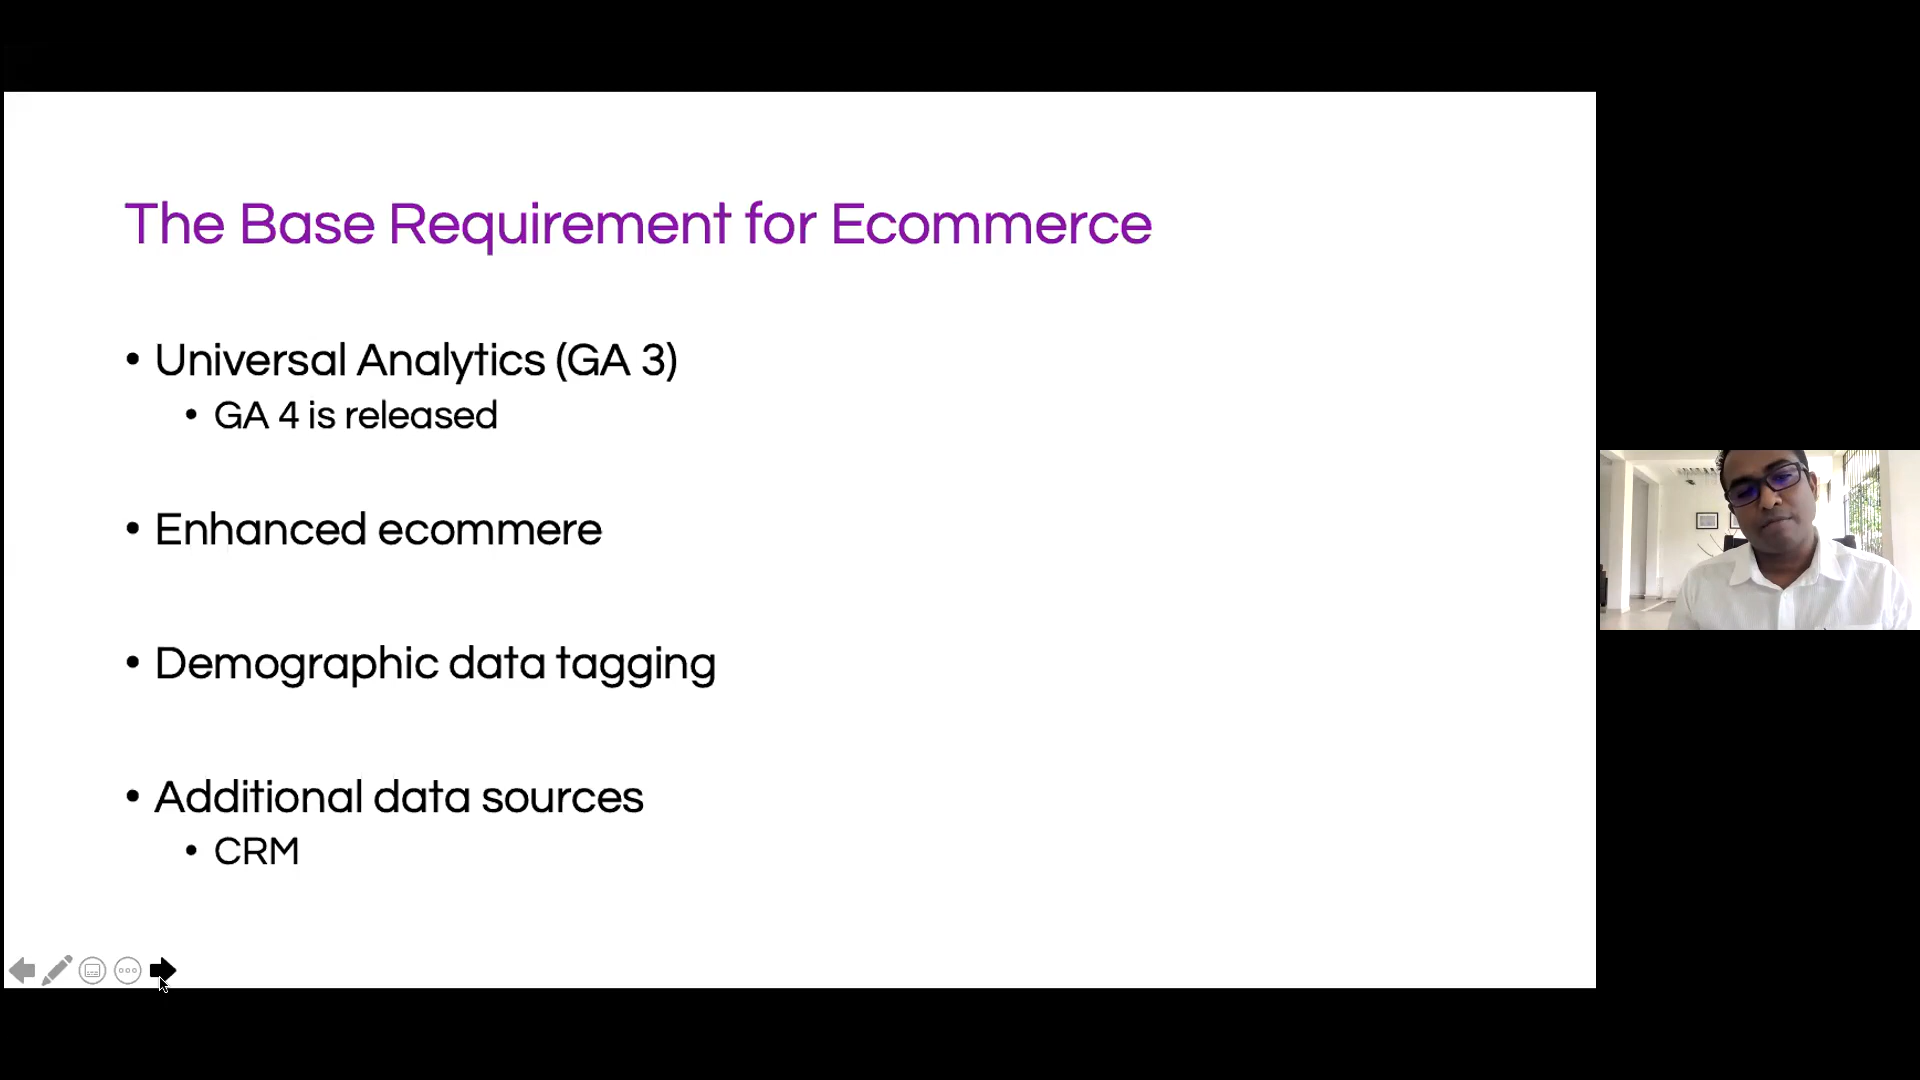 The Base Requirement for Ecommerce
• Universal Analytics (GA 3)
• GA 4 is released
• Enhanced ecommere
• Demographic data tagging
• Additional data sources
• CRM